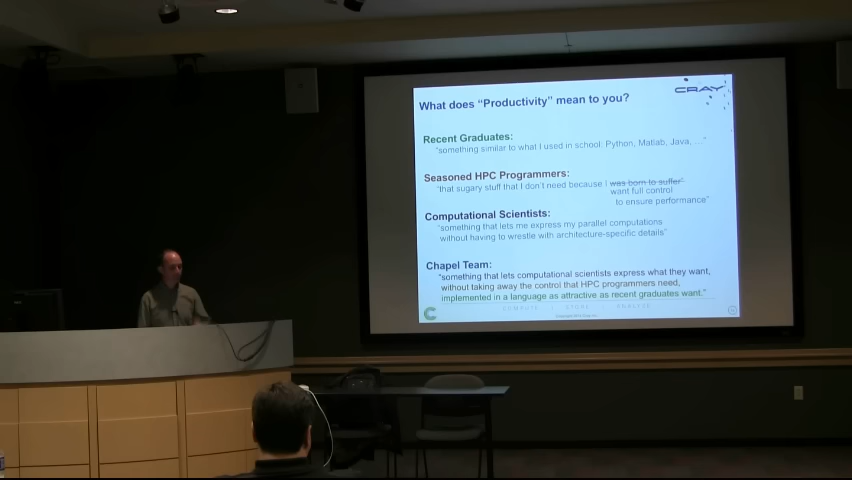 What does "Productivity" mean to you?
CRAY
Recent Graduates:
"something similar to what I used in school: Python, Matlab, Java, …"
Seasoned HPC Programmers:
"that sugary stuff that I don't need because I was born to suffer"
want full control
to ensure performance"
Computational Scientists:
"something that lets me express my parallel computations
without having to wrestle with architecture-specific details"
Chapel Team:
"something that lets computational scientists express what they want,
without taking away the control that HPC programmers need,
implemented in a language as attractive as recent graduates want."
COMPUTE | STORE | ANALYZE